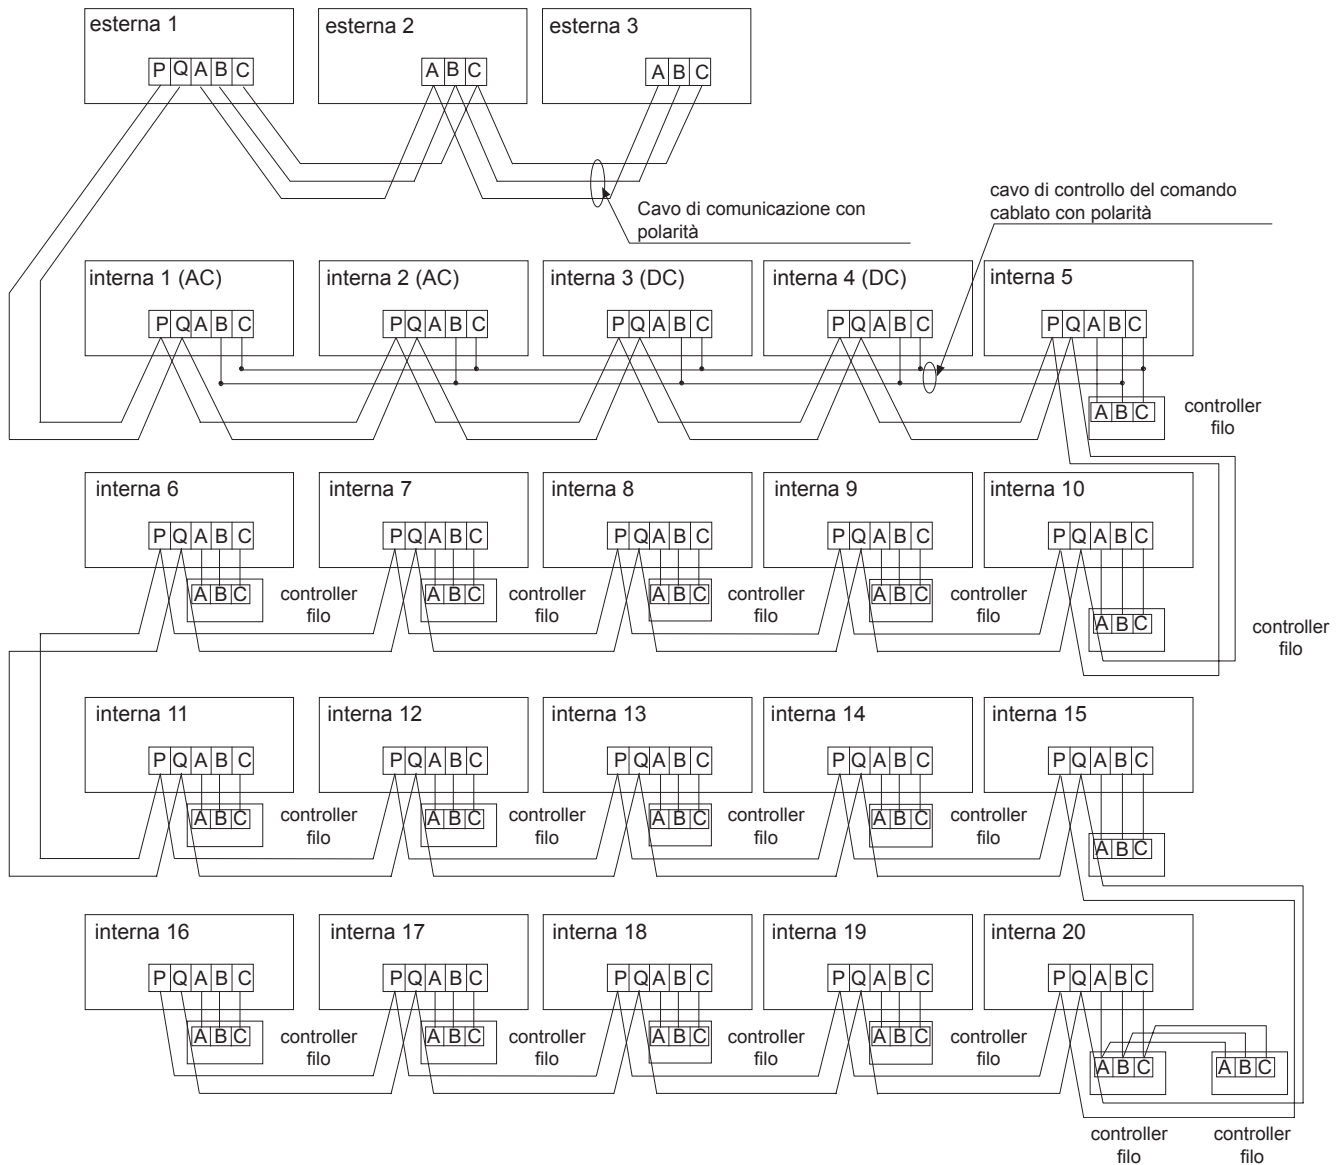 esterna 1
esterna 2
esterna 3
P Q A B C
A B C
A B C
Cavo di comunicazione con
polarità
cavo di controllo del comando
cablato con polarità
interna 1 (AC)
interna 2 (AC)
interna 3 (DC)
interna 4 (DC)
interna 5
P Q A B C
P Q A B C
P Q A B C
P Q A B C
P Q A B C
A B C
controller
filo
interna 6
interna 7
interna 8
interna 9
interna 10
P Q A B C
P Q A B C
P Q A B C
P Q A B C
P Q A B C
A B C
controller
filo
A B C
controller
filo
A B C
controller
filo
A B C
controller
filo
A B C
controller
filo
interna 11
interna 12
interna 13
interna 14
interna 15
P Q A B C
P Q A B C
P Q A B C
P Q A B C
P Q A B C
A B C
controller
filo
A B C
controller
filo
A B C
controller
filo
A B C
controller
filo
A B C
interna 16
interna 17
interna 18
interna 19
interna 20
P Q A B C
P Q A B C
P Q A B C
P Q A B C
P Q A B C
A B C
controller
filo
A B C
controller
filo
A B C
controller
filo
A B C
controller
filo
A B C
A B C
controller
filo
controller
filo